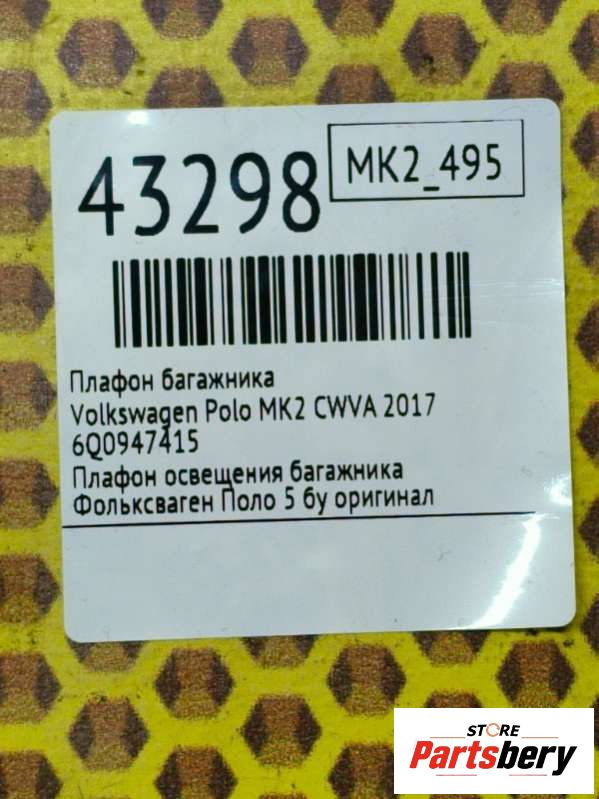 43298
MK2_495
Плафон багажника
Volkswagen Polo MK2 CWVA 2017
6Q0947415
Плафон освещения багажника
Фольксваген Поло 5 бу оригинал
STORE
Partsbery